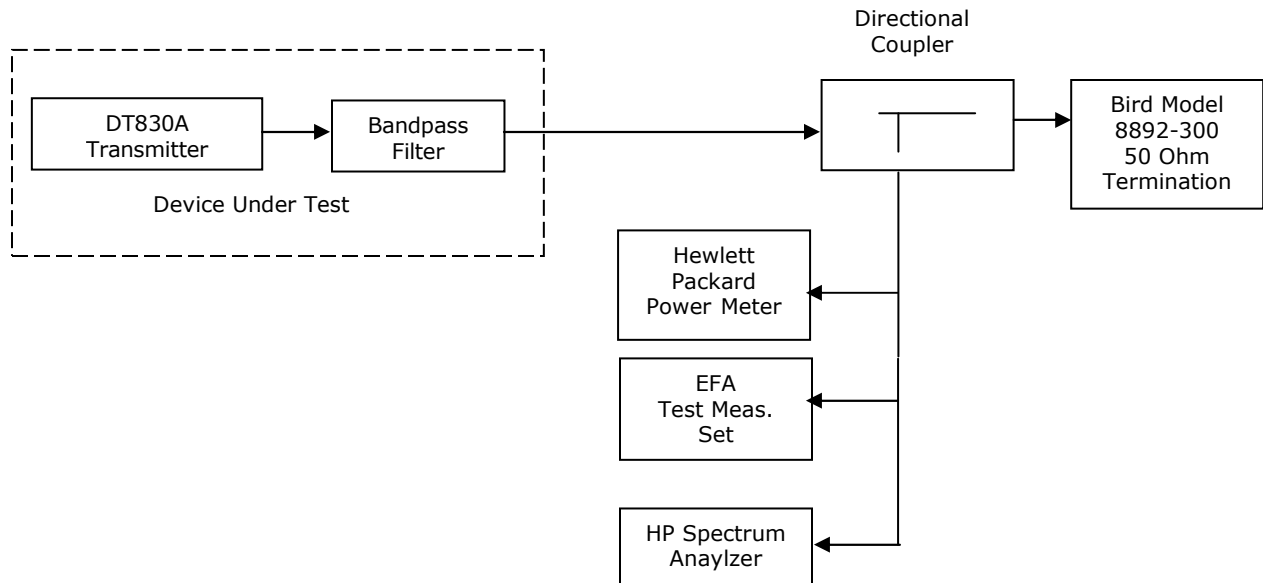 Directional
Coupler
DT830A
Transmitter
Bandpass
Filter
Device Under Test
Bird Model
8892-300
50 Ohm
Termination
Hewlett
Packard
Power Meter
EFA
Test Meas.
Set
HP Spectrum
Anaylzer